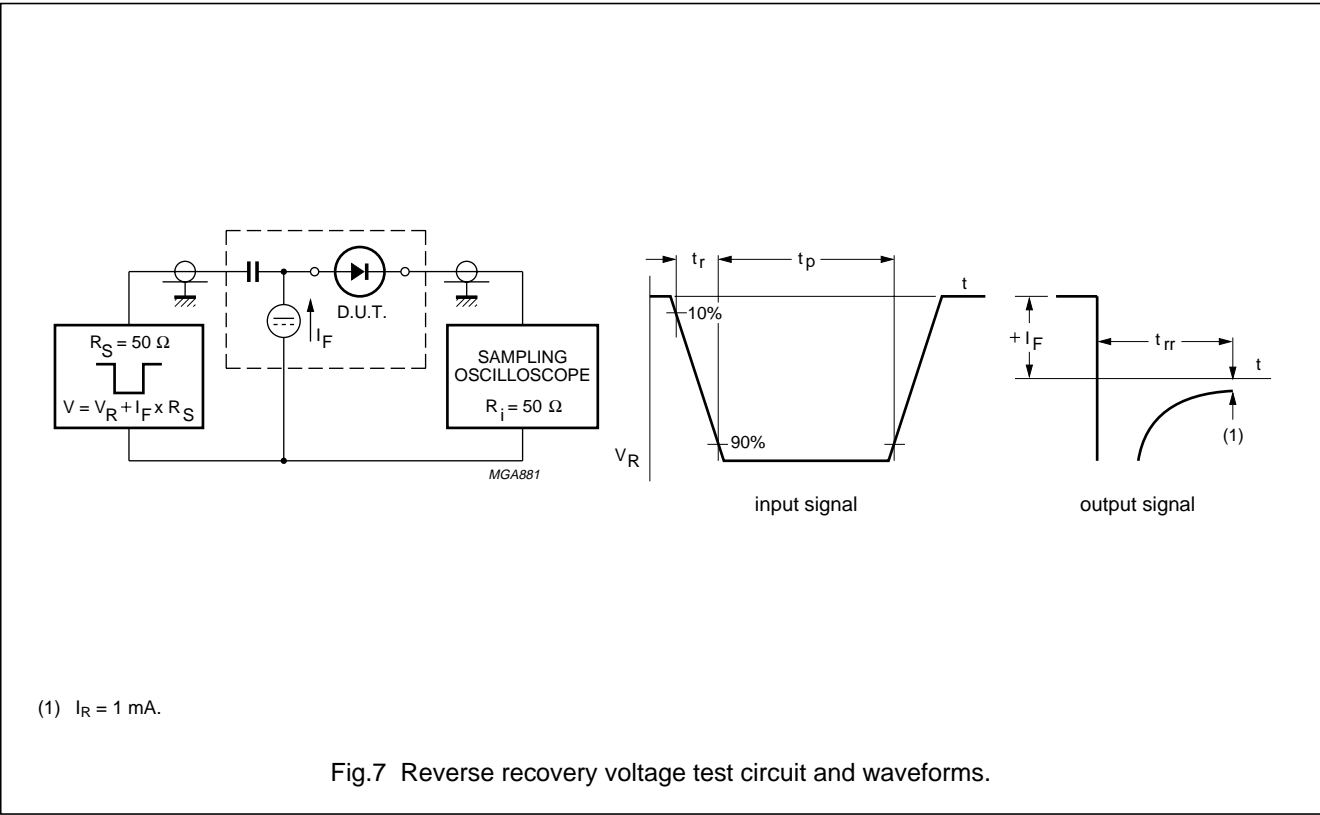 R_S = 50 Ω
V = V_R + I_F x R_S
I_F
D.U.T.
SAMPLING
OSCILLOSCOPE
R_i = 50 Ω
MGA881
t_r
t_p
t
10%
90%
V_R
input signal
+ I_F
t_rr
t
(1)
output signal
(1) I_R = 1 mA.
Fig.7 Reverse recovery voltage test circuit and waveforms.